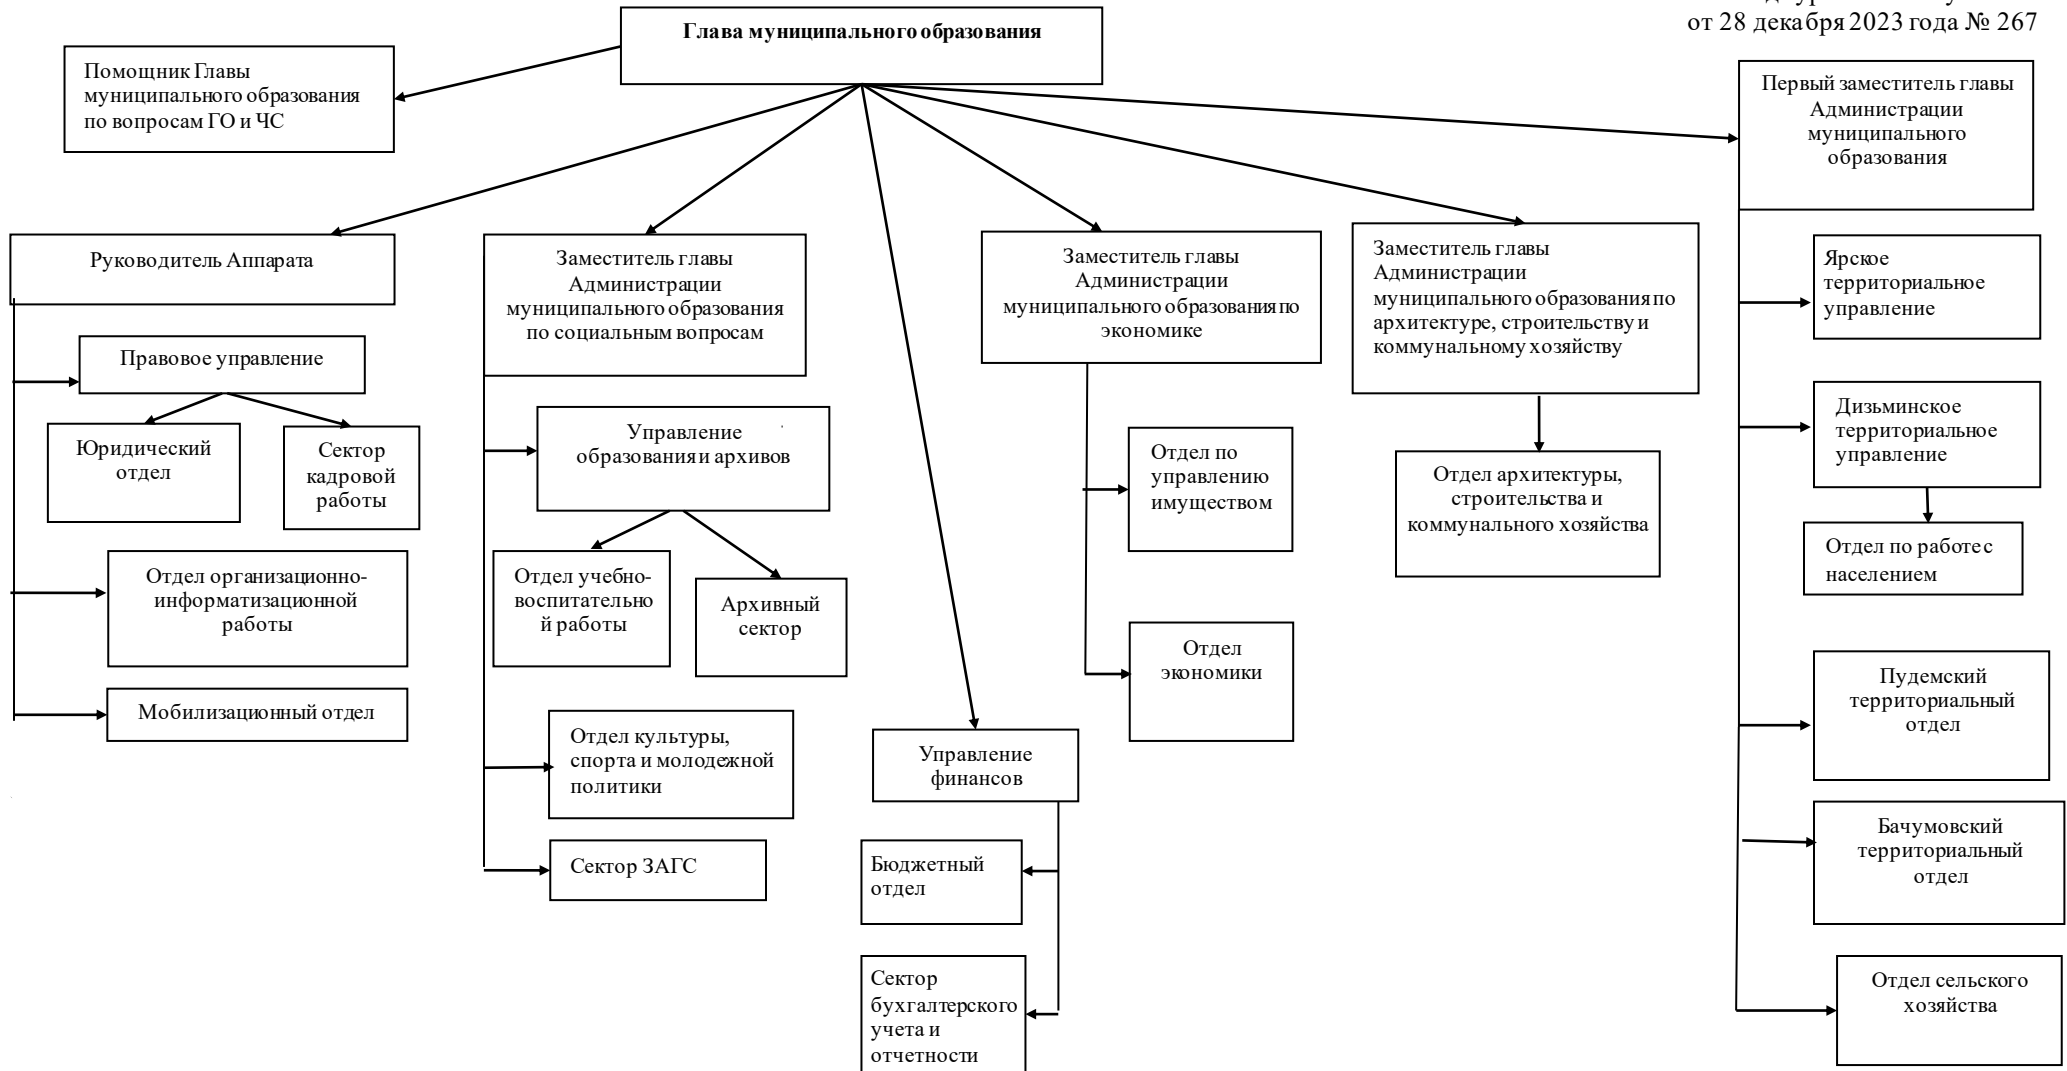 от 28 декабря 2023 года № 267
Глава муниципального образования
Помощник Главы
муниципального образования
по вопросам ГО и ЧС
Первый заместитель главы
Администрации
муниципального
образования
Руководитель Аппарата
Заместитель главы
Администрации
муниципального образования
по социальным вопросам
Заместитель главы
Администрации
муниципального образования по
экономике
Заместитель главы
Администрации
муниципального образования по
архитектуре, строительству и
коммунальному хозяйству
Ярское
территориальное
управление
Правовое управление
Юридический
отдел
Сектор
кадровой
работы
Управление
образования и архивов
Отдел по
управлению
имуществом
Отдел архитектуры,
строительства и
коммунального хозяйства
Дизьминское
территориальное
управление
Отдел по работе с
населением
Отдел организационно-
информатизационной
работы
Отдел учебно-
воспитательно
й работы
Архивный
сектор
Отдел
экономики
Пудемский
территориальный
отдел
Мобилизационный отдел
Отдел культуры,
спорта и молодежной
политики
Управление
финансов
Бачумовский
территориальный
отдел
Сектор ЗАГС
Бюджетный
отдел
Сектор
бухгалтерского
учета и
отчетности
Отдел сельского
хозяйства